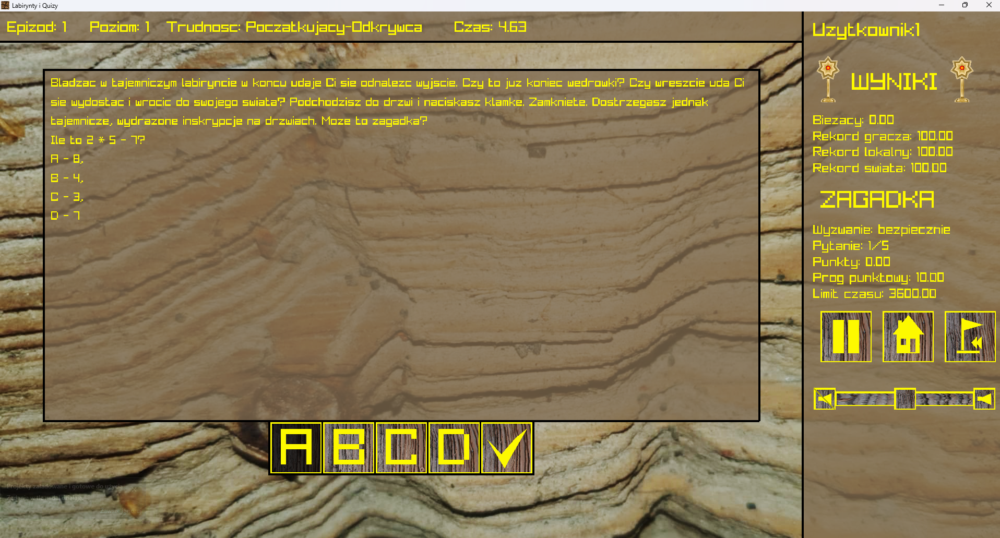 Labirynty i Quizy
Epizod: 1 Poziom: 1 Trudnosc: Poczatkujacy-Odkrywca Czas: 4.63
Bladzac w tajemniczym labiryncie w koncu udaje Ci sie odnalezc wyjscie. Czy to juz koniec wedrowki? Czy wreszcie uda Ci
sie wydostac i wrocic do swojego swiata? Podchodzisz do drzwi i naciskasz klamke. Zamkniete. Dostrzegasz jednak
tajemnicze, wydrazone inskrypcje na drzwiach. Moze to zagadka?
Ile to 2 * 5 - 7?
A - 8,
B - 4,
C - 3,
D - 7
A B C D
Projekty załadowane i gotowe do użycia
Zadania w tle nadal działają.
Uzytkownik1
WYNIKI
Biezacy: 0.00
Rekord gracza: 100.00
Rekord lokalny: 100.00
Rekord swiata: 100.00
ZAGADKA
Wyzwanie: bezpiecznie
Pytanie: 1/5
Punkty: 0.00
Prog punktowy: 10.00
Limit czasu: 3600.00